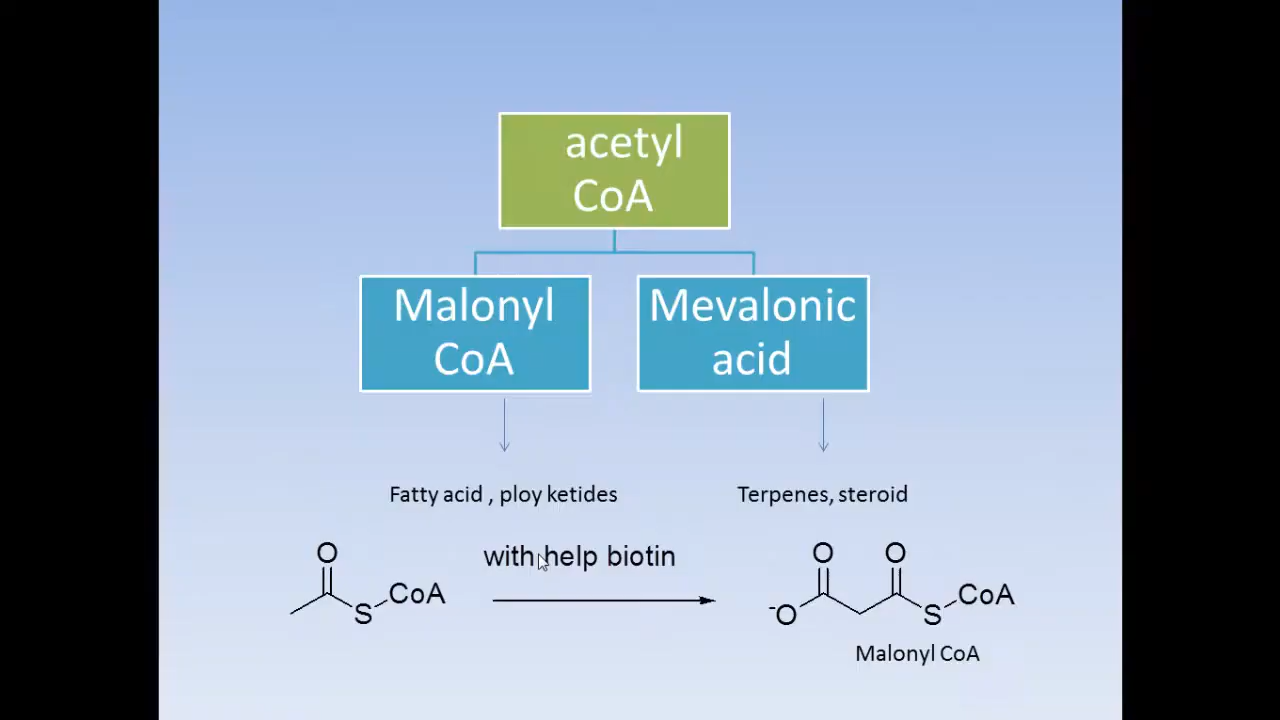 acetyl
CoA
Malonyl
CoA
Mevalonic
acid
Fatty acid , ploy ketides
Terpenes, steroid
with help biotin
O
S
CoA
O
O
-O
S
CoA
Malonyl CoA